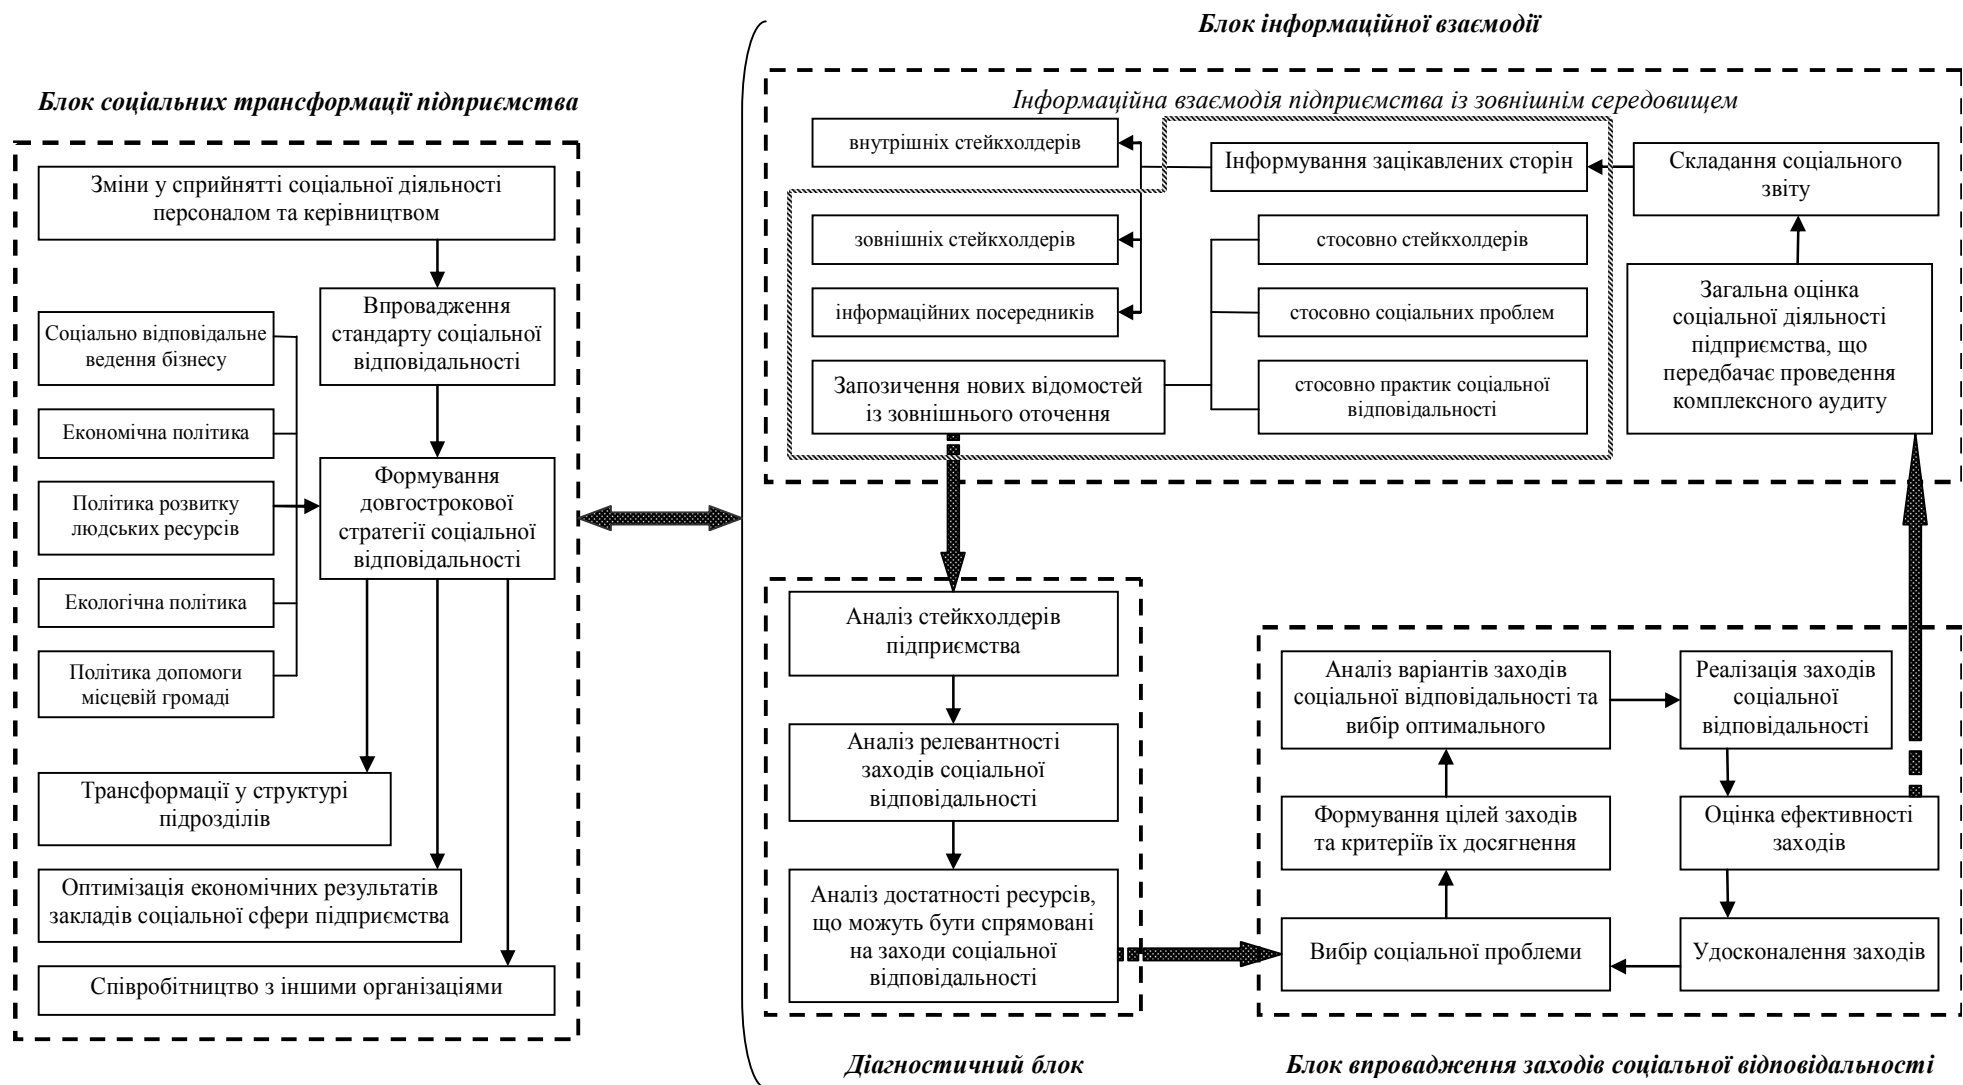 Блок інформаційної взаємодії
Блок соціальних трансформації підприємства
Зміни у сприйнятті соціальної діяльності
персоналом та керівництвом
Впровадження
стандарту соціальної
відповідальності
Соціально відповідальне
ведення бізнесу
Економічна політика
Політика розвитку
людських ресурсів
Екологічна політика
Політика допомоги
місцевій громаді
Формування
довгострокової
стратегії соціальної
відповідальності
Трансформації у структурі
підрозділів
Оптимізація економічних результатів
закладів соціальної сфери підприємства
Співробітництво з іншими організаціями
Інформаційна взаємодія підприємства із зовнішнім середовищем
внутрішніх стейкхолдерів
Інформування зацікавлених сторін
Складання соціального
звіту
зовнішніх стейкхолдерів
стосовно стейкхолдерів
інформаційних посередників
стосовно соціальних проблем
Запозичення нових відомостей
із зовнішнього оточення
стосовно практик соціальної
відповідальності
Загальна оцінка
соціальної діяльності
підприємства, що
передбачає проведення
комплексного аудиту
Аналіз стейкхолдерів
підприємства
Аналіз релевантності
заходів соціальної
відповідальності
Аналіз достатності ресурсів,
що можуть бути спрямовані
на заходи соціальної
відповідальності
Аналіз варіантів заходів
соціальної відповідальності та
вибір оптимального
Реалізація заходів
соціальної
відповідальності
Формування цілей заходів
та критеріїв їх досягнення
Оцінка ефективності
заходів
Вибір соціальної проблеми
Удосконалення заходів
Діагностичний блок
Блок впровадження заходів соціальної відповідальності